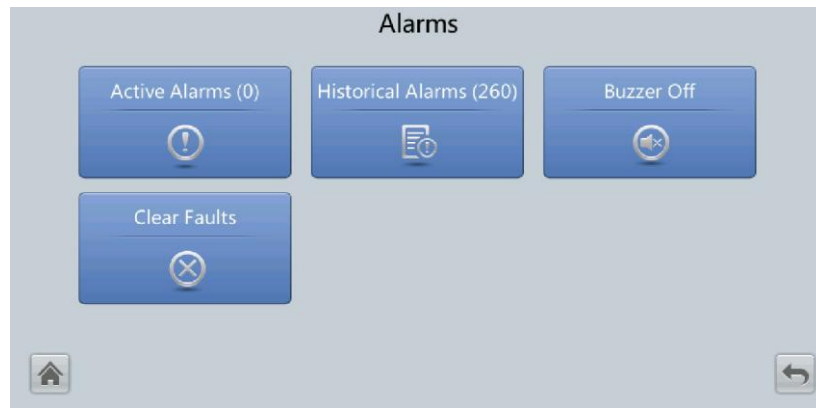 Alarms
Active Alarms (0)
Historical Alarms (260)
Buzzer Off
Clear Faults